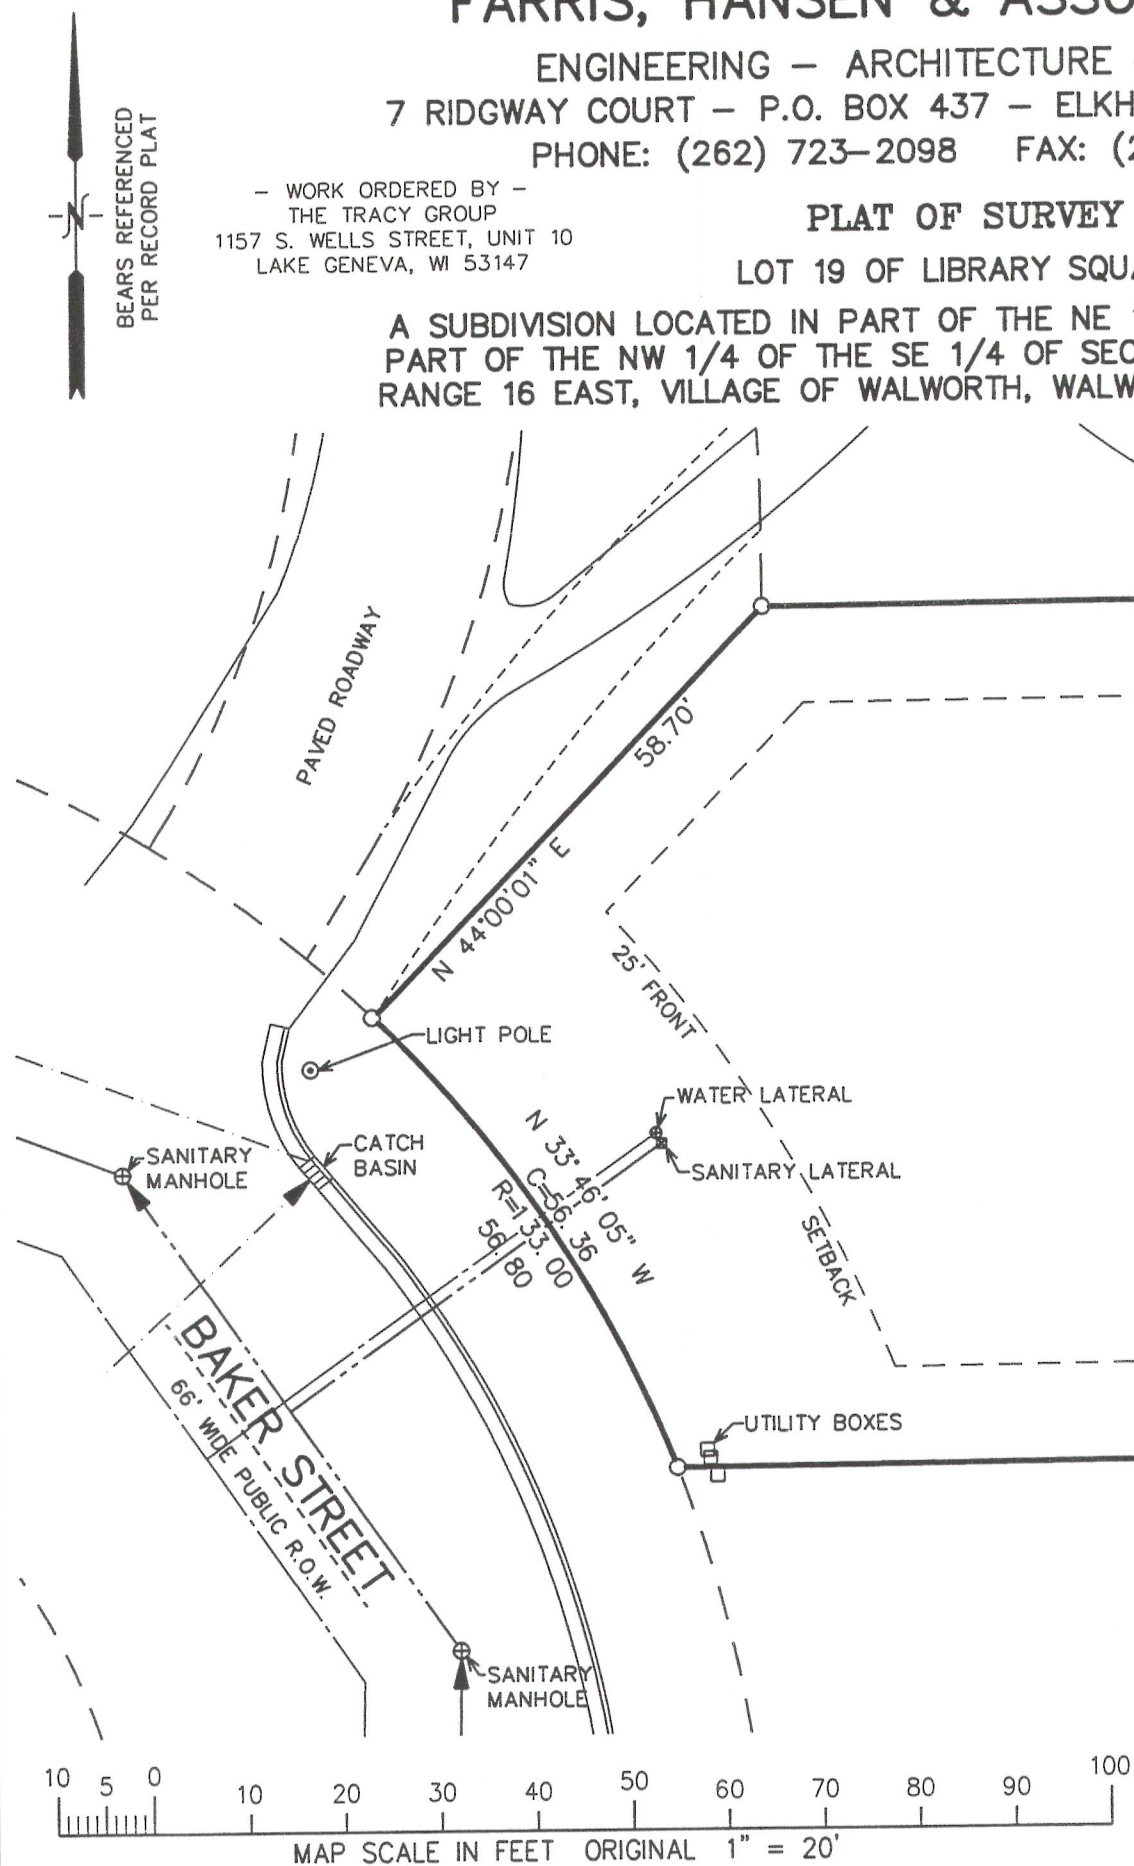 FARRIS, HANSEN & ASSO
ENGINEERING – ARCHITECTURE
7 RIDGWAY COURT – P.O. BOX 437 – ELKH
PHONE: (262) 723–2098 FAX: (2
BEARS REFERENCED
PER RECORD PLAT
N
– WORK ORDERED BY –
THE TRACY GROUP
1157 S. WELLS STREET, UNIT 10
LAKE GENEVA, WI 53147
PLAT OF SURVEY
LOT 19 OF LIBRARY SQUA
A SUBDIVISION LOCATED IN PART OF THE NE
PART OF THE NW 1/4 OF THE SE 1/4 OF SEC
RANGE 16 EAST, VILLAGE OF WALWORTH, WALW
PAVED ROADWAY
58.70'
N 44°00'01" E
25' FRONT
SETBACK
LIGHT POLE
WATER LATERAL
SANITARY LATERAL
CATCH
BASIN
SANITARY
MANHOLE
N 33° 46' 05" W
C=56. 36
R=133. 00
56. 80
UTILITY BOXES
BAKER STREET
66' WIDE PUBLIC R.O.W.
SANITARY
MANHOLE
10 5 0 10 20 30 40 50 60 70 80 90 100
MAP SCALE IN FEET ORIGINAL 1" = 20'